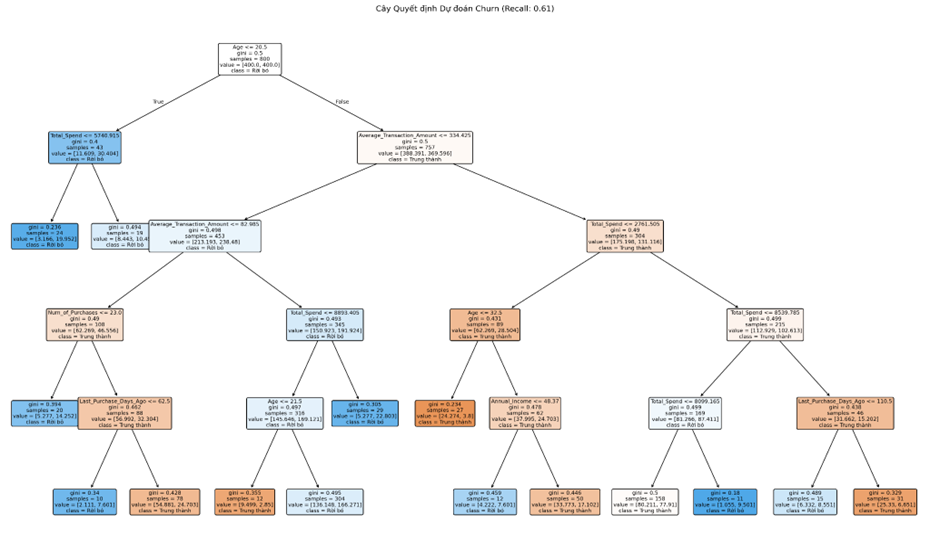 Cây Quyết định Dự đoán Churn (Recall: 0.61)
Age <= 20.5
gini = 0.5
samples = 800
value = [400.0, 400.0]
class = Rời bỏ
True
False
Total_Spend <= 5740.915
gini = 0.4
samples = 43
value = [11.609, 30.404]
class = Rời bỏ
Average_Transaction_Amount <= 334.425
gini = 0.5
samples = 757
value = [388.391, 369.596]
class = Trung thành
gini = 0.236
samples = 24
value = [3.166, 19.952]
class = Rời bỏ
gini = 0.494
samples = 19
value = [8.443, 10.4
class = Rời bỏ
Average_Transaction_Amount <= 82.985
gini = 0.498
samples = 453
value = [213.193, 238.48]
class = Rời bỏ
Total_Spend <= 2761.505
gini = 0.49
samples = 304
value = [175.198, 131.116]
class = Trung thành
Num_of_Purchases <= 23.0
gini = 0.49
samples = 108
value = [62.269, 46.556]
class = Trung thành
Total_Spend <= 8893.405
gini = 0.493
samples = 345
value = [150.923, 191.924]
class = Rời bỏ
Age <= 32.5
gini = 0.431
samples = 89
value = [62.269, 28.504]
class = Trung thành
Total_Spend <= 8539.785
gini = 0.499
samples = 215
value = [112.929, 102.613]
class = Trung thành
gini = 0.394
samples = 20
value = [5.277, 14.252]
class = Rời bỏ
Last_Purchase_Days_Ago <= 62.5
gini = 0.462
samples = 88
value = [56.992, 32.304]
class = Trung thành
Age <= 21.5
gini = 0.497
samples = 316
value = [145.646, 169.121]
class = Rời bỏ
gini = 0.305
samples = 29
value = [5.277, 22.803]
class = Rời bỏ
gini = 0.234
samples = 27
value = [24.274, 3.8]
class = Trung thành
Annual_Income <= 48.37
gini = 0.478
samples = 62
value = [37.995, 24.703]
class = Trung thành
Total_Spend <= 8099.165
gini = 0.499
samples = 169
value = [81.266, 87.411]
class = Rời bỏ
Last_Purchase_Days_Ago <= 110.5
gini = 0.438
samples = 46
value = [31.662, 15.202]
class = Trung thành
gini = 0.34
samples = 10
value = [2.111, 7.601]
class = Rời bỏ
gini = 0.428
samples = 78
value = [54.881, 24.703]
class = Trung thành
gini = 0.355
samples = 12
value = [9.499, 2.85]
class = Trung thành
gini = 0.495
samples = 304
value = [136.148, 166.271]
class = Rời bỏ
gini = 0.459
samples = 12
value = [4.222, 7.601]
class = Rời bỏ
gini = 0.446
samples = 50
value = [33.773, 17.102]
class = Trung thành
gini = 0.5
samples = 158
value = [80.211, 77.91]
class = Trung thành
gini = 0.18
samples = 11
value = [1.055, 9.501]
class = Rời bỏ
gini = 0.489
samples = 15
value = [6.332, 8.551]
class = Rời bỏ
gini = 0.329
samples = 31
value = [25.33, 6.651]
class = Trung thành